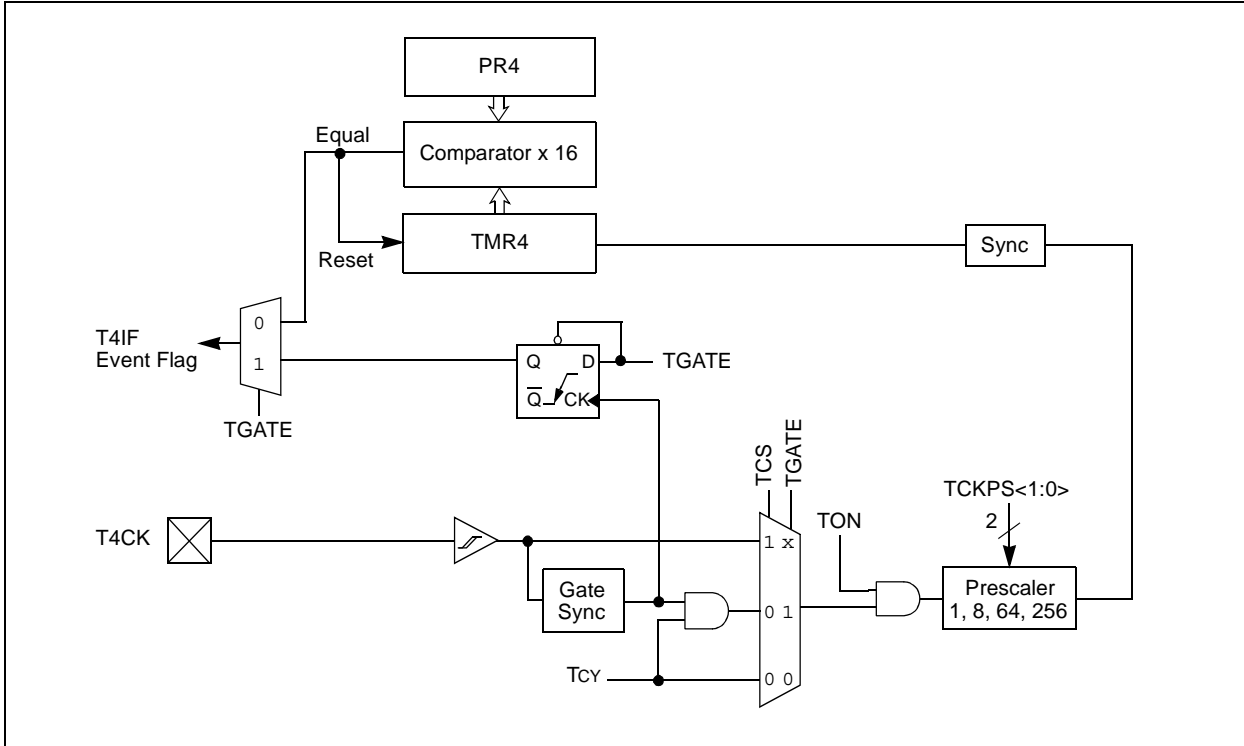 PR4
Equal
Comparator x 16
TMR4
Reset
Sync
0
1
T4IF
Event Flag
TGATE
Q
D
Q̅
CK
TGATE
TCS
TGATE
TCKPS<1:0>
2
TON
T4CK
1 x
Gate
Sync
0 1
Prescaler
1, 8, 64, 256
TCY
0 0